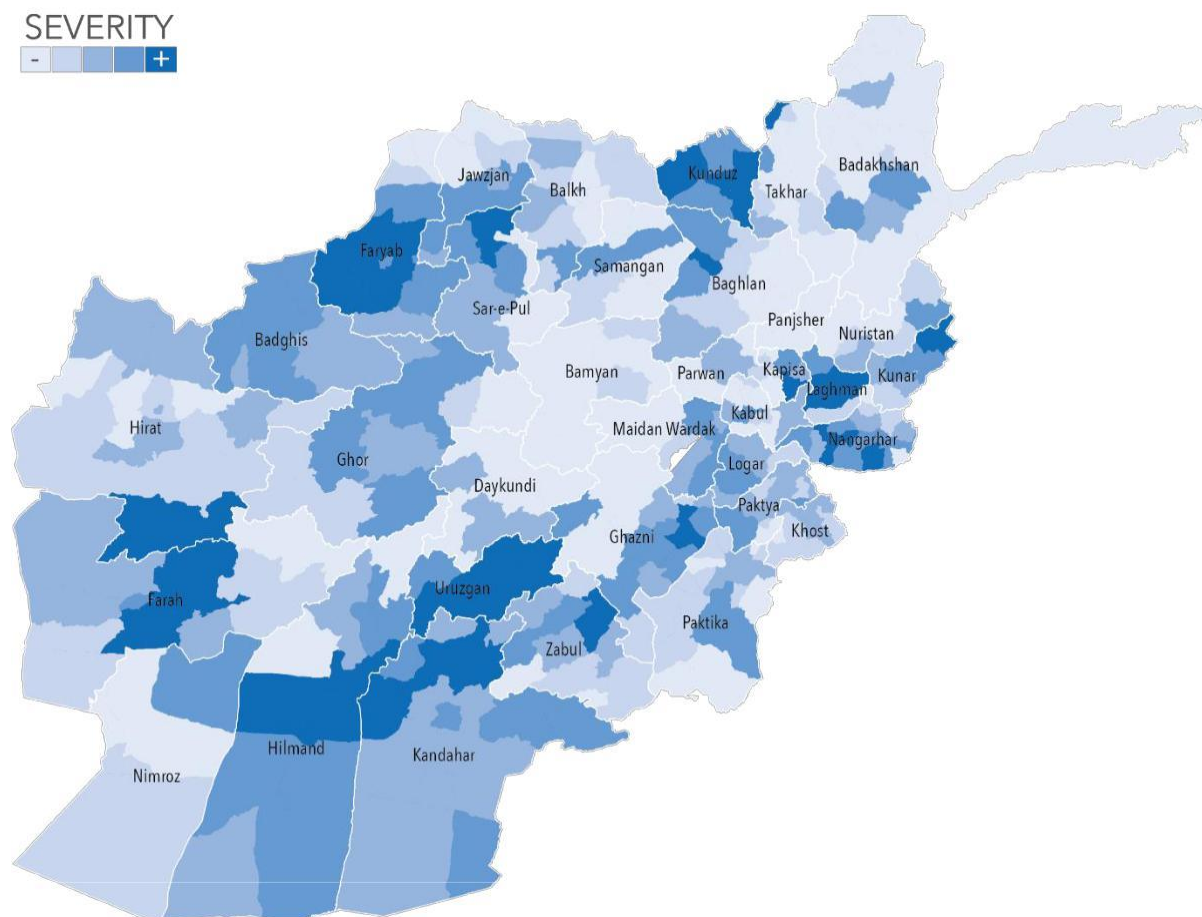 SEVERITY
- +
Jawzjan
Balkh
Kunduz
Takhar
Badakhshan
Faryab
Samangan
Baghlan
Sar-e-Pul
Panjsher
Nuristan
Badghis
Bamyan
Parwan
Kapisa
Kunar
Laghman
Hirat
Maidan Wardak
Kabul
Nangarhar
Ghor
Logar
Daykundi
Paktya
Ghazni
Khost
Uruzgan
Farah
Zabul
Paktika
Hilmand
Kandahar
Nimroz